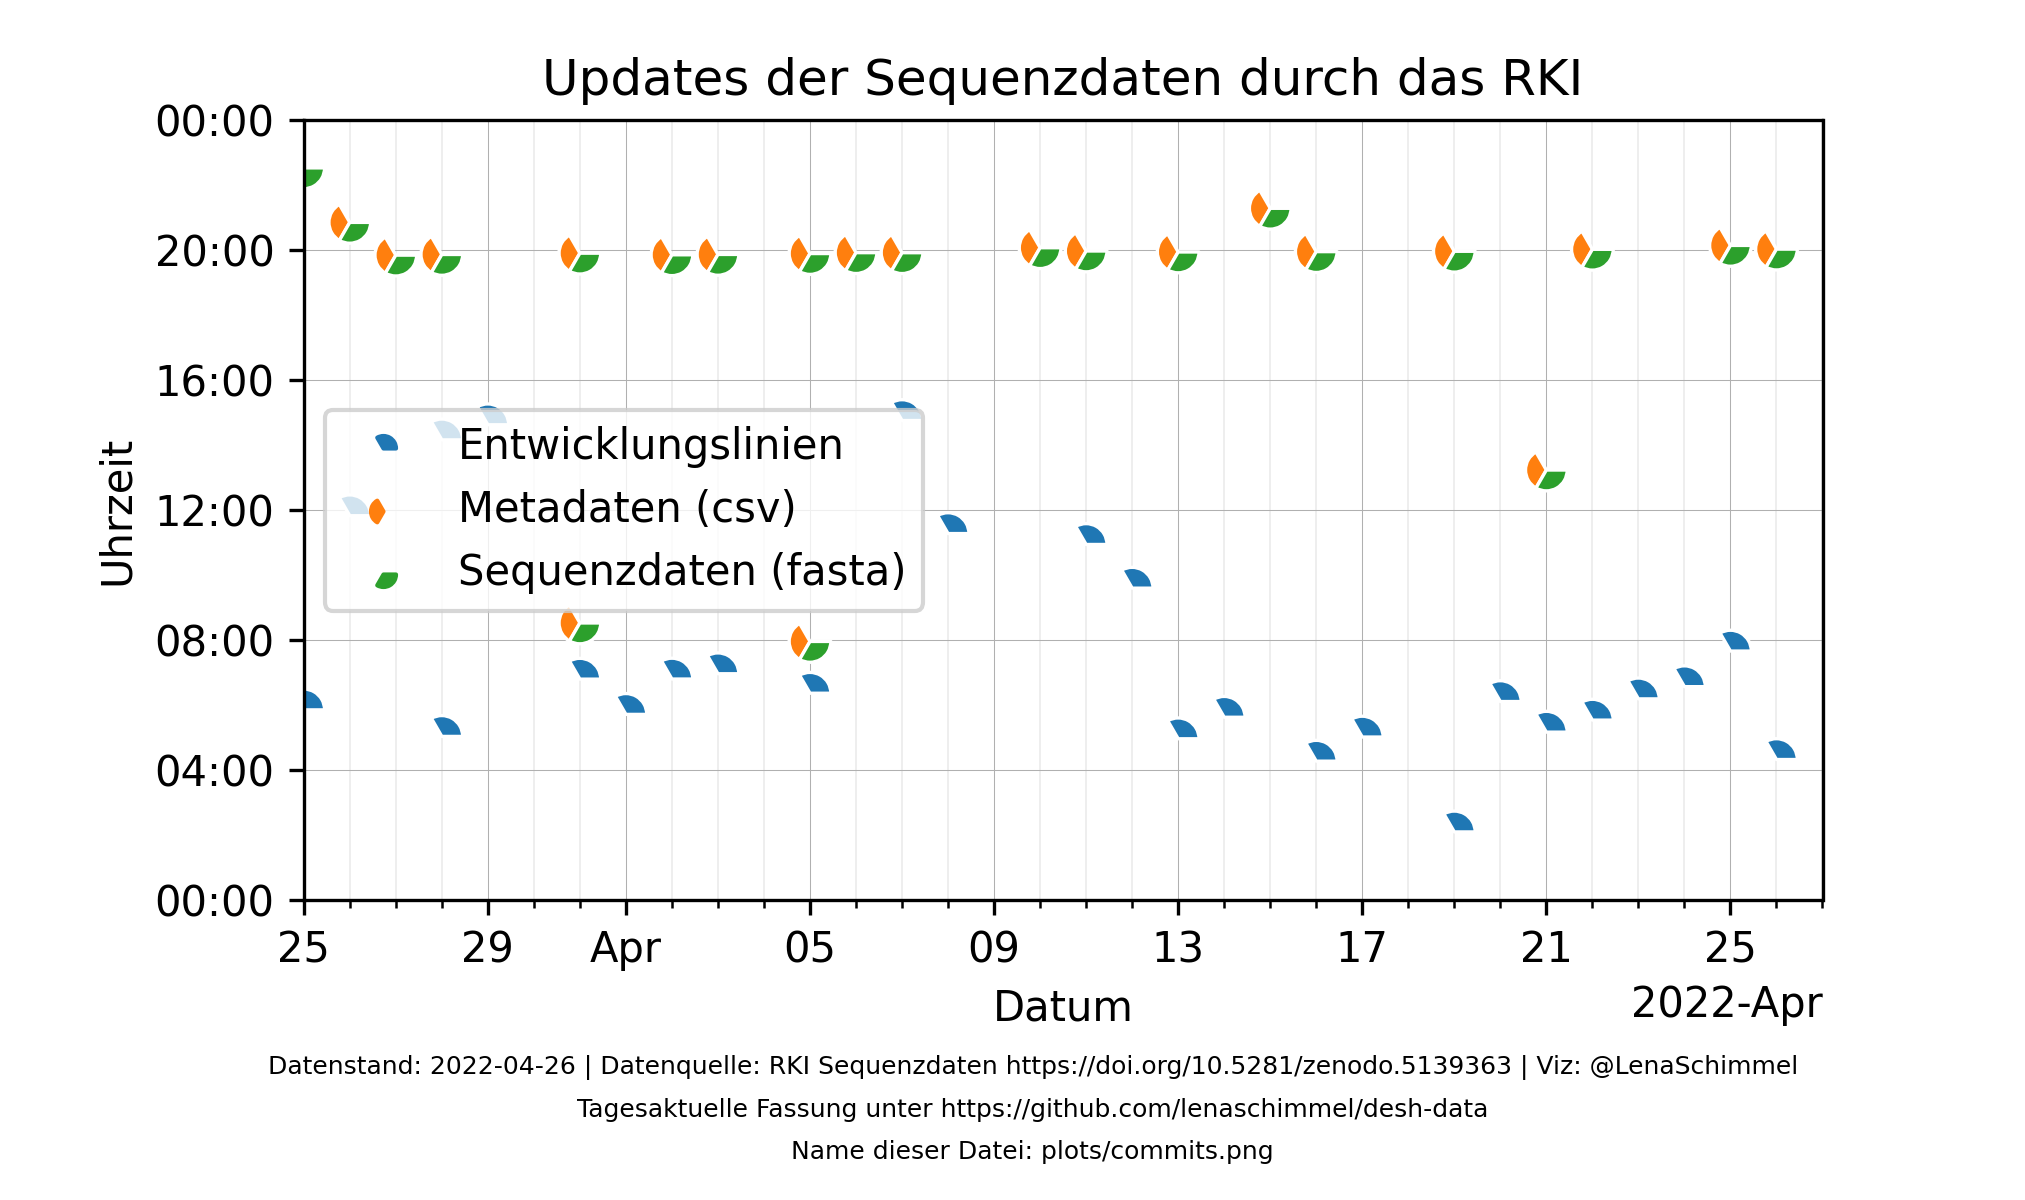 Updates der Sequenzdaten durch das RKI
00:00
20:00
16:00
12:00
08:00
04:00
00:00
Uhrzeit
Entwicklungslinien
Metadaten (csv)
Sequenzdaten (fasta)
25 29 Apr 05 09 13 17 21 25
Datum
2022-Apr
Datenstand: 2022-04-26 | Datenquelle: RKI Sequenzdaten https://doi.org/10.5281/zenodo.5139363 | Viz: @LenaSchimmel
Tagesaktuelle Fassung unter https://github.com/lenaschimmel/desh-data
Name dieser Datei: plots/commits.png